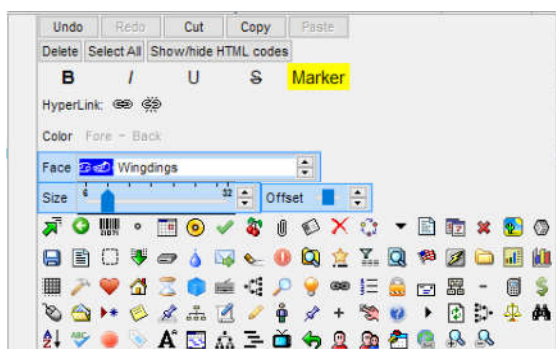 Undo Redo Cut Copy Paste
Delete Select All Show/hide HTML codes
B I U S Marker
HyperLink:
Color Fore - Back
Face Wingdings
Size 6 32 Offset